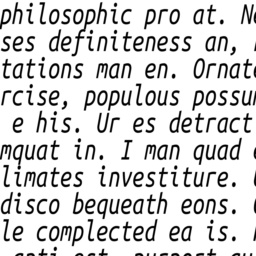 philosophic pro at. Ne
ses definiteness an,
tations man en. Ornate
rcise, populous possum
e his. Ur es detract
mquat in. I man quad
limates investiture.
disco bequeath eons.
le complected ea is.